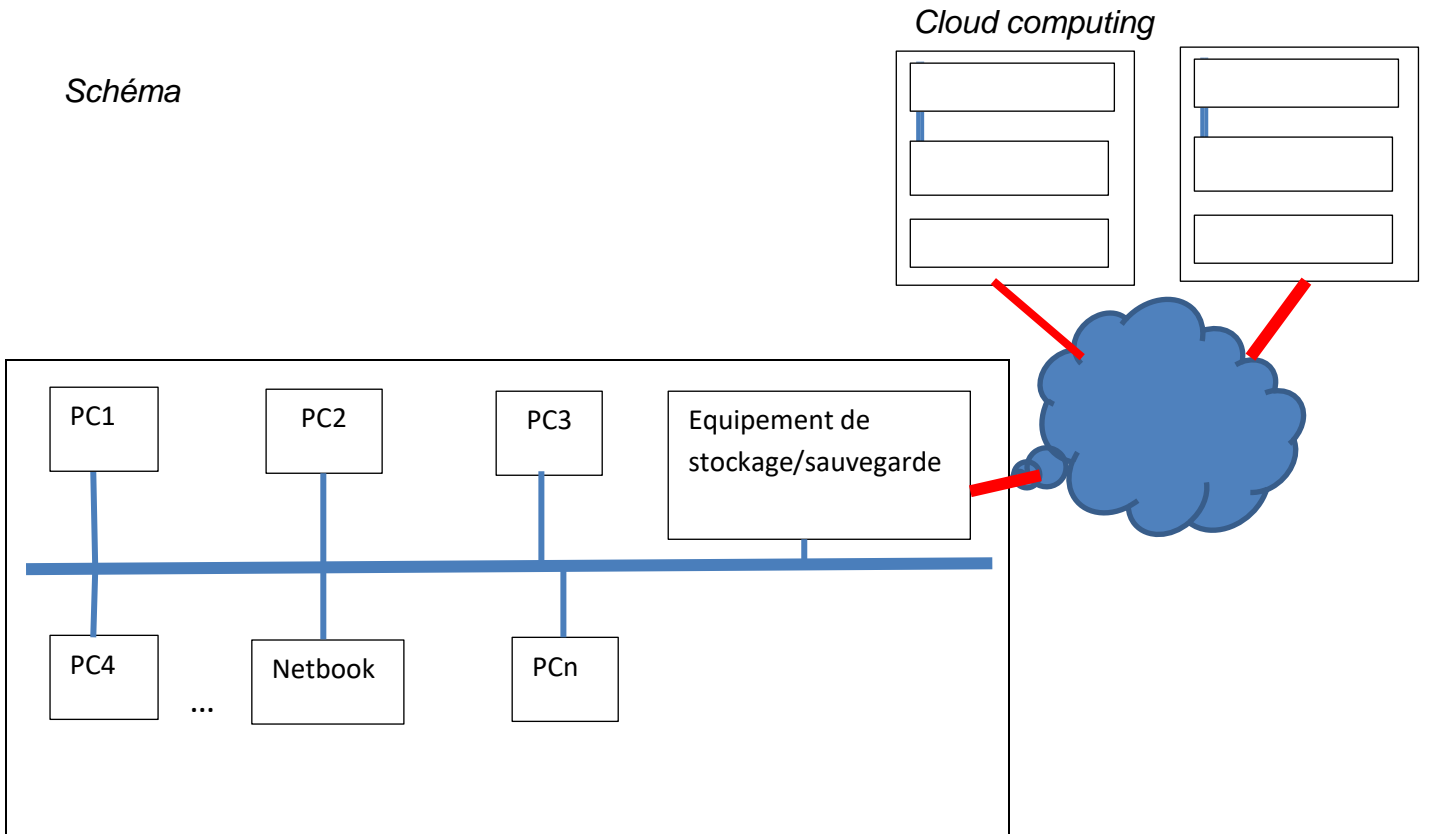 Cloud computing
Schéma
PC1
PC2
PC3
Equipement de
stockage/sauvegarde
PC4
...
Netbook
PCn